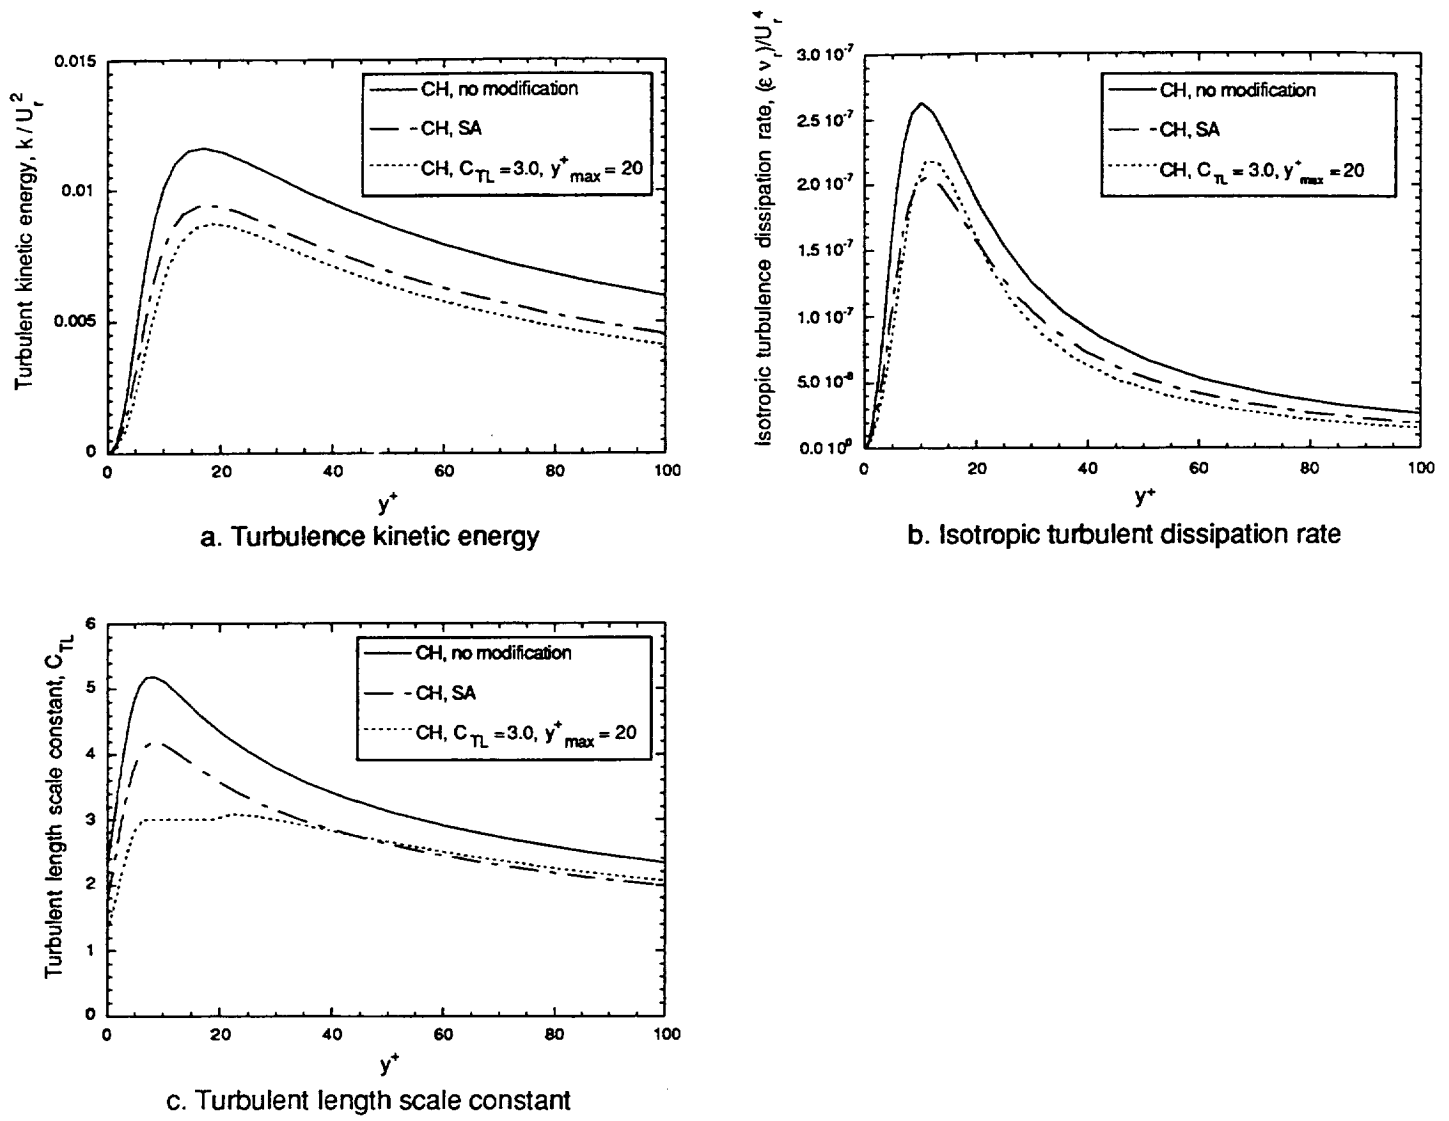 Turbulent kinetic energy, k / U_r^2
0.015
0.01
0.005
0
CH, no modification
CH, SA
CH, C_TL = 3.0, y^+_max = 20
0 20 40 60 80 100
y^+
a. Turbulence kinetic energy
Isotropic turbulence dissipation rate, (ε ν_r)/U_r^4
3.0 10^-7
2.5 10^-7
2.0 10^-7
1.5 10^-7
1.0 10^-7
5.0 10^-8
0.0 10^0
CH, no modification
CH, SA
CH, C_TL = 3.0, y^+_max = 20
0 20 40 60 80 100
y^+
b. Isotropic turbulent dissipation rate
Turbulent length scale constant, C_TL
6
5
4
3
2
1
0
CH, no modification
CH, SA
CH, C_TL = 3.0, y^+_max = 20
0 20 40 60 80 100
y^+
c. Turbulent length scale constant